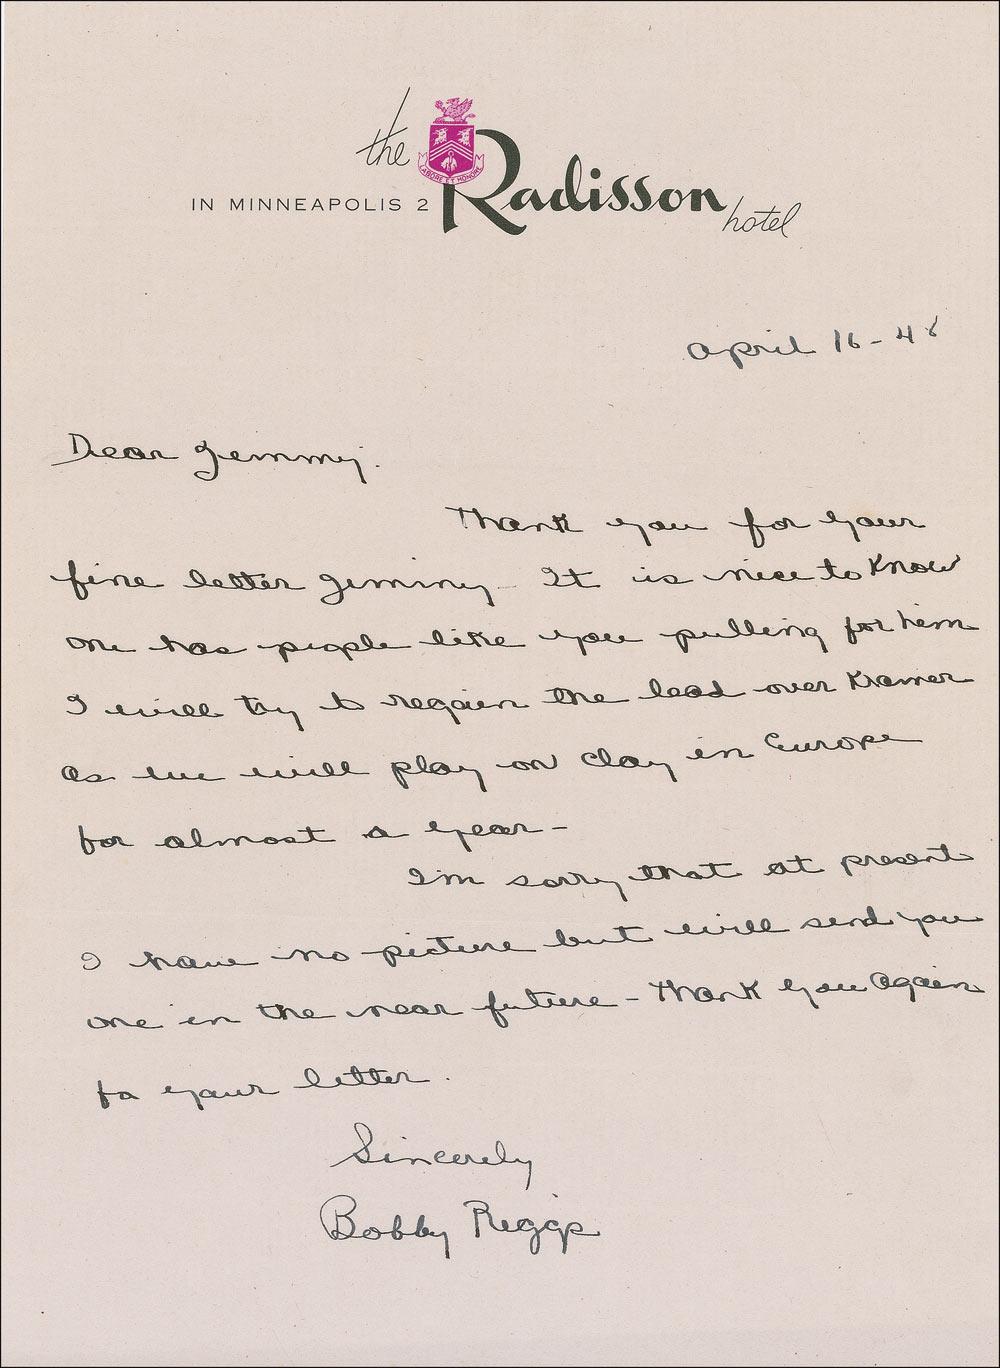 the Radisson hotel
LABORE ET HONORE
IN MINNEAPOLIS 2
April 16-48
Dear Jimmy.
Thank you for your
fine letter Jimmy - It is nice to know
one has people like you pulling for him
I will try to regain the lead over Kramer
as we will play on clay in Europe
for almost a year -
I'm sorry that at present
I have no picture but will send you
one in the near future - Thank you again
for your letter.
Sincerely
Bobby Riggs